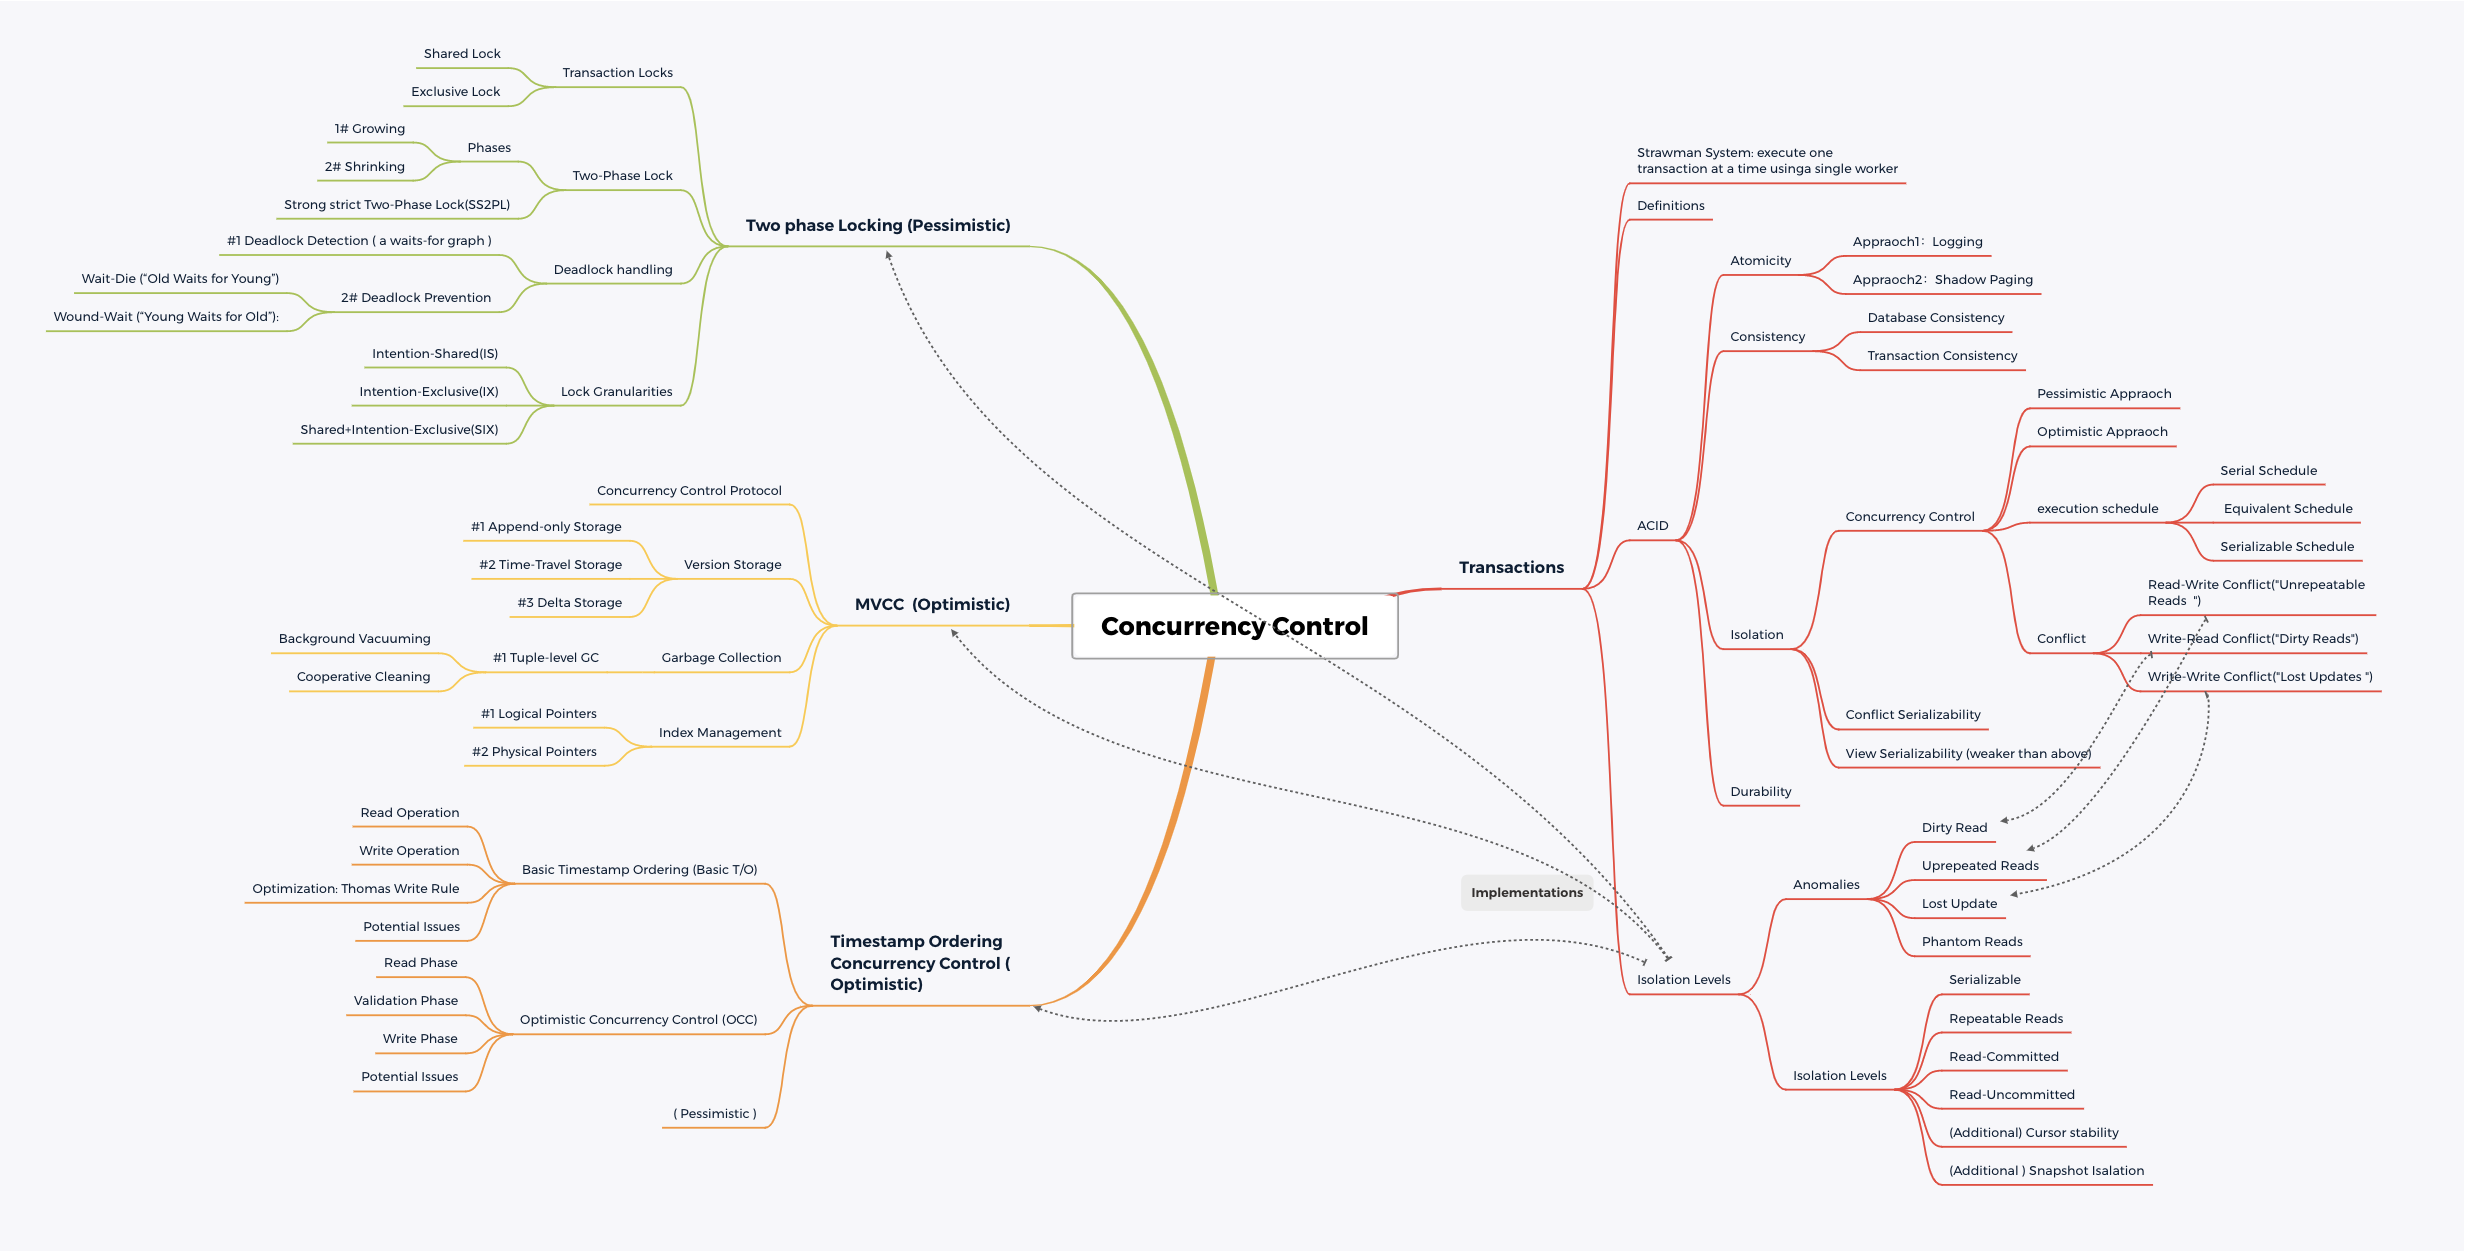 Concurrency Control
Two phase Locking (Pessimistic)
Transaction Locks
Shared Lock
Exclusive Lock
Two-Phase Lock
Phases
1# Growing
2# Shrinking
Strong strict Two-Phase Lock(SS2PL)
Deadlock handling
#1 Deadlock Detection ( a waits-for graph )
2# Deadlock Prevention
Wait-Die (“Old Waits for Young”)
Wound-Wait (“Young Waits for Old”):
Lock Granularities
Intention-Shared(IS)
Intention-Exclusive(IX)
Shared+Intention-Exclusive(SIX)
MVCC (Optimistic)
Concurrency Control Protocol
Version Storage
#1 Append-only Storage
#2 Time-Travel Storage
#3 Delta Storage
Garbage Collection
#1 Tuple-level GC
Background Vacuuming
Cooperative Cleaning
Index Management
#1 Logical Pointers
#2 Physical Pointers
Timestamp Ordering
Concurrency Control (
Optimistic)
Basic Timestamp Ordering (Basic T/O)
Read Operation
Write Operation
Optimization: Thomas Write Rule
Potential Issues
Optimistic Concurrency Control (OCC)
Read Phase
Validation Phase
Write Phase
Potential Issues
( Pessimistic )
Transactions
Strawman System: execute one
transaction at a time usinga single worker
Definitions
ACID
Atomicity
Appraoch1：Logging
Appraoch2：Shadow Paging
Consistency
Database Consistency
Transaction Consistency
Isolation
Concurrency Control
Pessimistic Appraoch
Optimistic Appraoch
execution schedule
Serial Schedule
Equivalent Schedule
Serializable Schedule
Conflict
Read-Write Conflict("Unrepeatable
Reads ")
Write-Read Conflict("Dirty Reads")
Write-Write Conflict("Lost Updates ")
Conflict Serializability
View Serializability (weaker than above)
Durability
Implementations
Isolation Levels
Anomalies
Dirty Read
Uprepeated Reads
Lost Update
Phantom Reads
Isolation Levels
Serializable
Repeatable Reads
Read-Committed
Read-Uncommitted
(Additional) Cursor stability
(Additional ) Snapshot Isalation